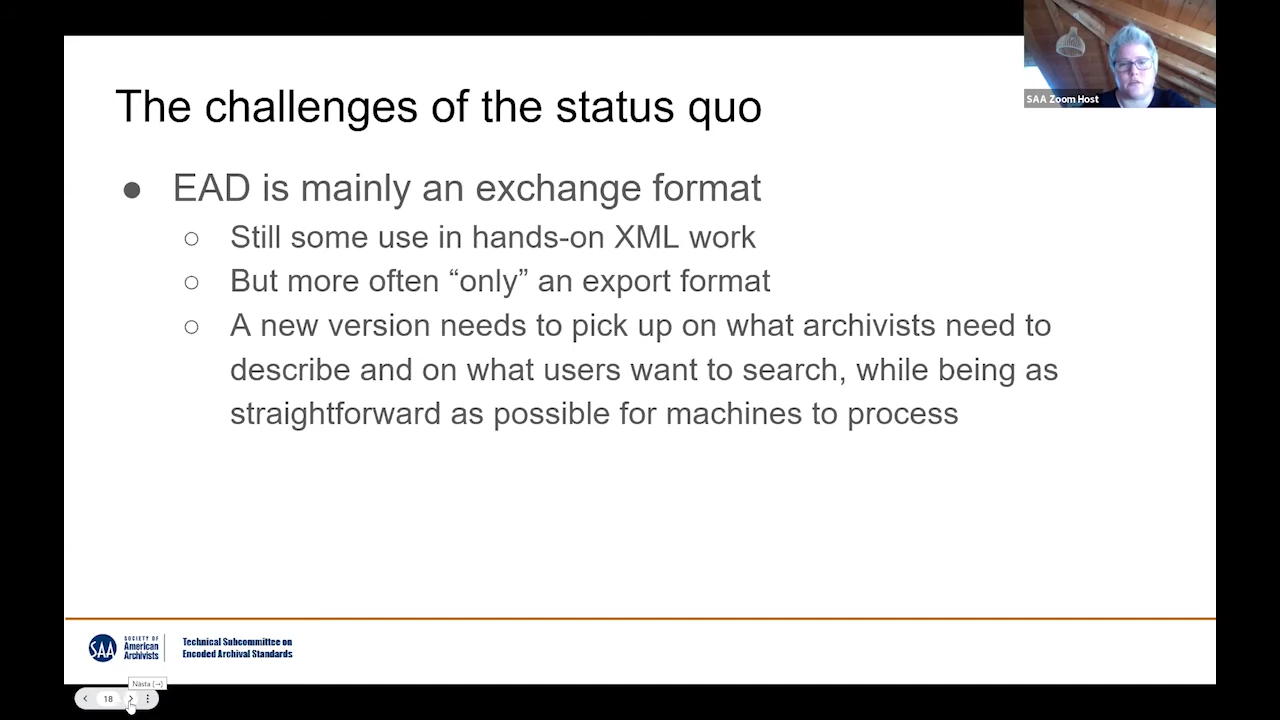 SAA Zoom Host
The challenges of the status quo
● EAD is mainly an exchange format
○ Still some use in hands-on XML work
○ But more often “only” an export format
○ A new version needs to pick up on what archivists need to
describe and on what users want to search, while being as
straightforward as possible for machines to process
SAA
SOCIETY OF
American
Archivists
Technical Subcommittee on
Encoded Archival Standards
Nästa (→)
18